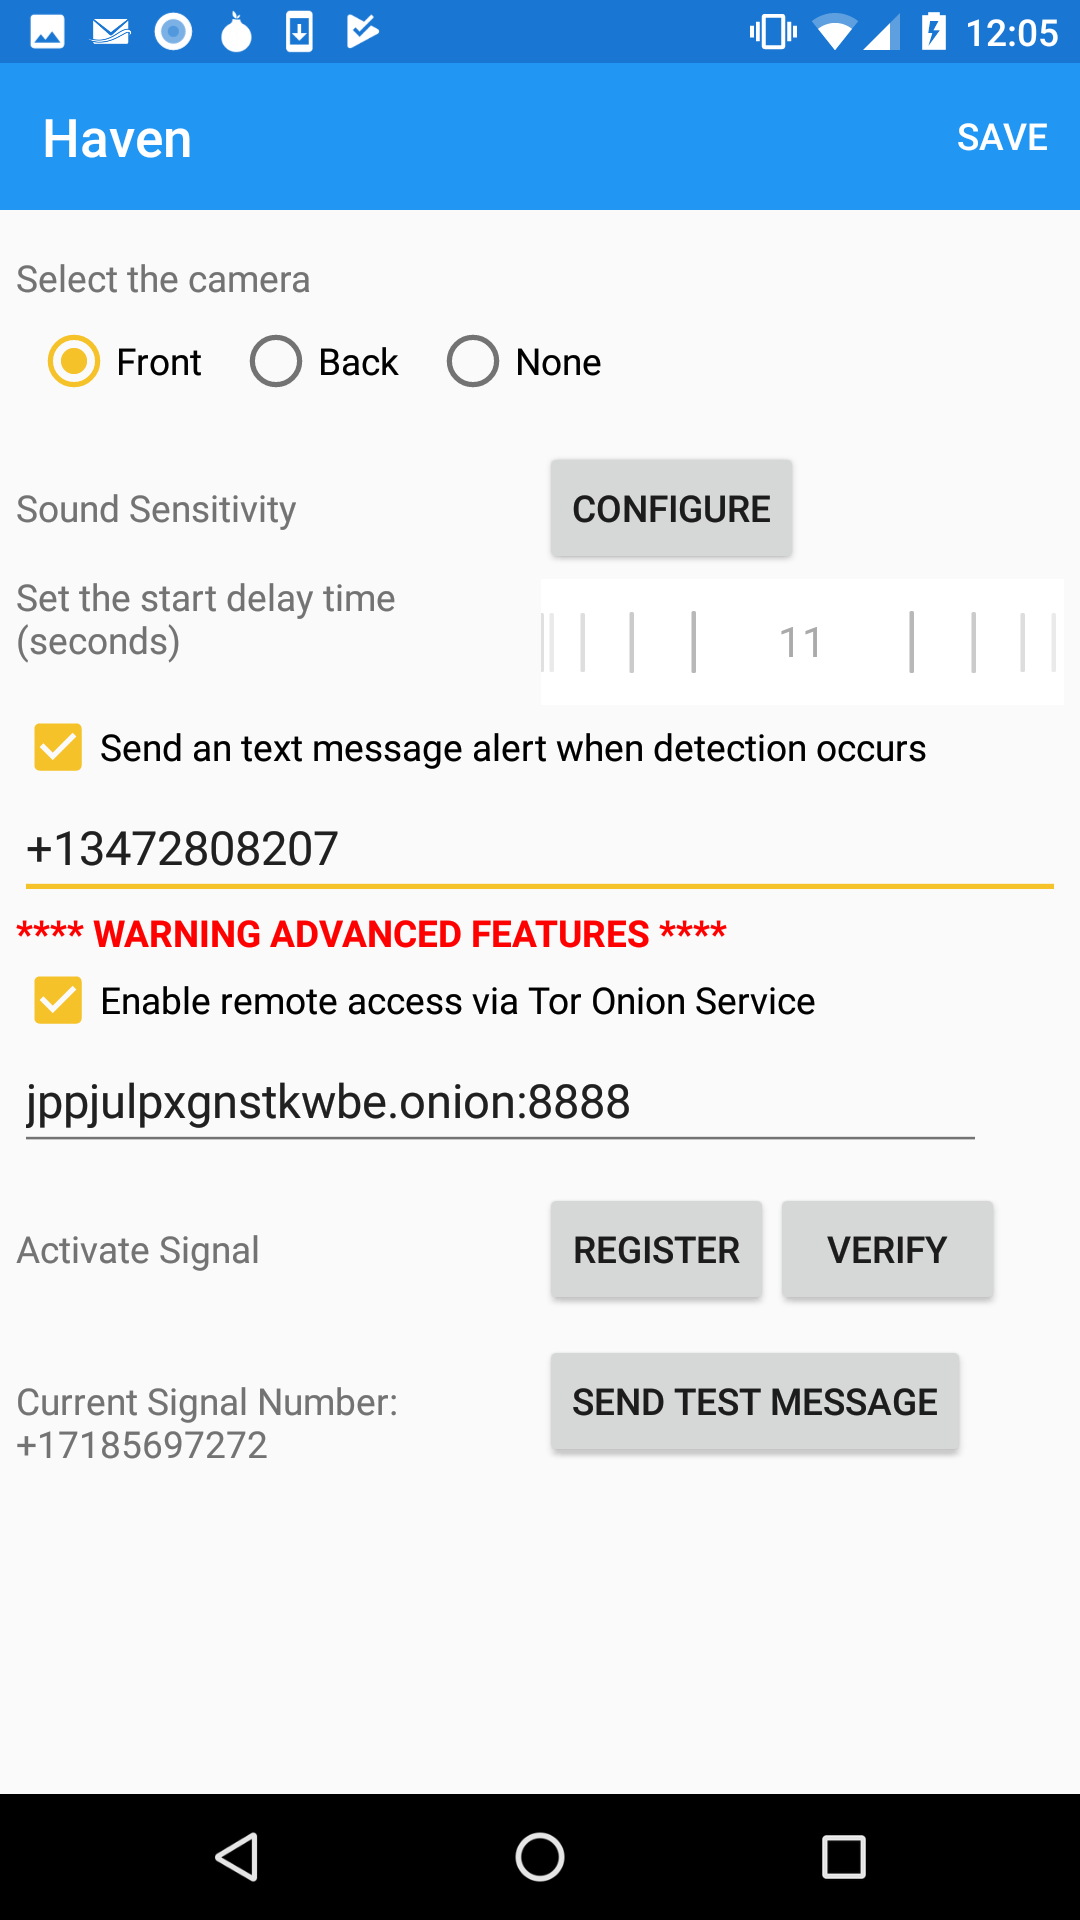 12:05
Haven SAVE
Select the camera
Front Back None
Sound Sensitivity CONFIGURE
Set the start delay time
(seconds)
11
Send an text message alert when detection occurs
+13472808207
**** WARNING ADVANCED FEATURES ****
Enable remote access via Tor Onion Service
jppjulpxgnstkwbe.onion:8888
Activate Signal REGISTER VERIFY
Current Signal Number: SEND TEST MESSAGE
+17185697272